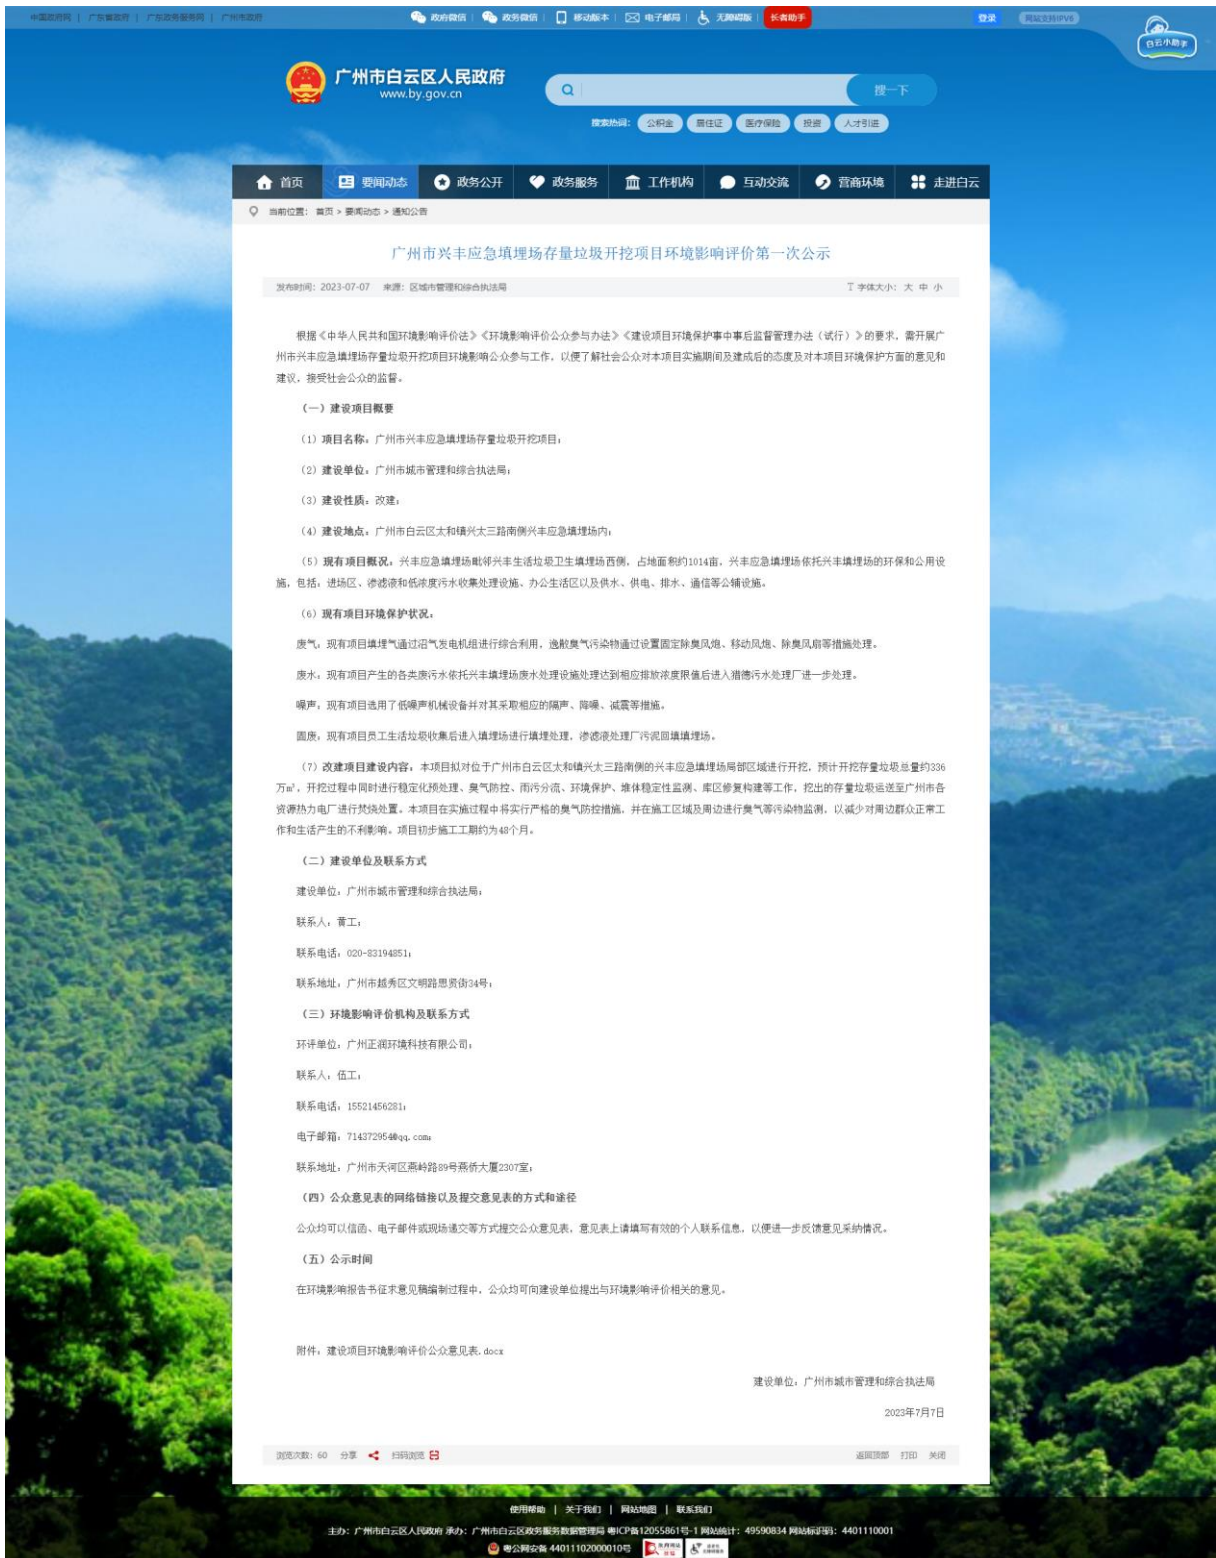 中国政府网 | 广东省政府 | 广东政务服务网 | 广州市政府
政府微信 | 政务微信 | 移动版本 | 电子邮局 | 无障碍版 | 长者助手
登录 网站支持IPV6
白云小助手
广州市白云区人民政府
www.by.gov.cn
搜一下
搜索热词： 公积金 居住证 医疗保险 投资 人才引进
首页 要闻动态 政务公开 政务服务 工作机构 互动交流 营商环境 走进白云
当前位置： 首页 > 要闻动态 > 通知公告
广州市兴丰应急填埋场存量垃圾开挖项目环境影响评价第一次公示
发布时间：2023-07-07 来源：区城市管理和综合执法局
字体大小： 大 中 小
根据《中华人民共和国环境影响评价法》《环境影响评价公众参与办法》《建设项目环境保护事中事后监督管理办法（试行）》的要求，需开展广
州市兴丰应急填埋场存量垃圾开挖项目环境影响公众参与工作，以便了解社会公众对本项目实施期间及建成后的态度及对本项目环境保护方面的意见和
建议，接受社会公众的监督。
（一）建设项目概要
（1）项目名称：广州市兴丰应急填埋场存量垃圾开挖项目；
（2）建设单位：广州市城市管理和综合执法局；
（3）建设性质：改建；
（4）建设地点：广州市白云区太和镇兴太三路南侧兴丰应急填埋场内；
（5）现有项目概况：兴丰应急填埋场毗邻兴丰生活垃圾卫生填埋场西侧，占地面积约1014亩，兴丰应急填埋场依托兴丰填埋场的环保和公用设
施，包括：进场区、渗滤液和低浓度污水收集处理设施、办公生活区以及供水、供电、排水、通信等公辅设施。
（6）现有项目环境保护状况：
废气：现有项目填埋气通过沼气发电机组进行综合利用，逸散臭气污染物通过设置固定除臭风炮、移动风炮、除臭风扇等措施处理。
废水：现有项目产生的各类废污水依托兴丰填埋场废水处理设施处理达到相应排放浓度限值后进入猎德污水处理厂进一步处理。
噪声：现有项目选用了低噪声机械设备并对其采取相应的隔声、降噪、减震等措施。
固废：现有项目员工生活垃圾收集后进入填埋场进行填埋处理，渗滤液处理厂污泥回填填埋场。
（7）改建项目建设内容：本项目拟对位于广州市白云区太和镇兴太三路南侧的兴丰应急填埋场局部区域进行开挖，预计开挖存量垃圾总量约336
万m³，开挖过程中同时进行稳定化预处理、臭气防控、雨污分流、环境保护、堆体稳定性监测、库区修复构建等工作，挖出的存量垃圾运送至广州市各
资源热力电厂进行焚烧处置。本项目在实施过程中将实行严格的臭气防控措施，并在施工区域及周边进行臭气等污染物监测，以减少对周边群众正常工
作和生活产生的不利影响。项目初步施工工期约为48个月。
（二）建设单位及联系方式
建设单位：广州市城市管理和综合执法局；
联系人：黄工；
联系电话：020-83194851；
联系地址：广州市越秀区文明路思贤街34号；
（三）环境影响评价机构及联系方式
环评单位：广州正润环境科技有限公司；
联系人：伍工；
联系电话：15521456281；
电子邮箱：714372954@qq.com；
联系地址：广州市天河区燕岭路89号燕侨大厦2307室；
（四）公众意见表的网络链接以及提交意见表的方式和途径
公众均可以信函、电子邮件或现场递交等方式提交公众意见表，意见表上请填写有效的个人联系信息，以便进一步反馈意见采纳情况。
（五）公示时间
在环境影响报告书征求意见稿编制过程中，公众均可向建设单位提出与环境影响评价相关的意见。
附件：建设项目环境影响评价公众意见表.docx
建设单位：广州市城市管理和综合执法局
2023年7月7日
浏览次数：60 分享 扫码浏览
返回顶部 打印 关闭
使用帮助 | 关于我们 | 网站地图 | 联系我们
主办：广州市白云区人民政府 承办：广州市白云区政务服务数据管理局 粤ICP备12055861号-1 网站统计：49590834 网站标识码：4401110001
粤公网安备 44011102000010号